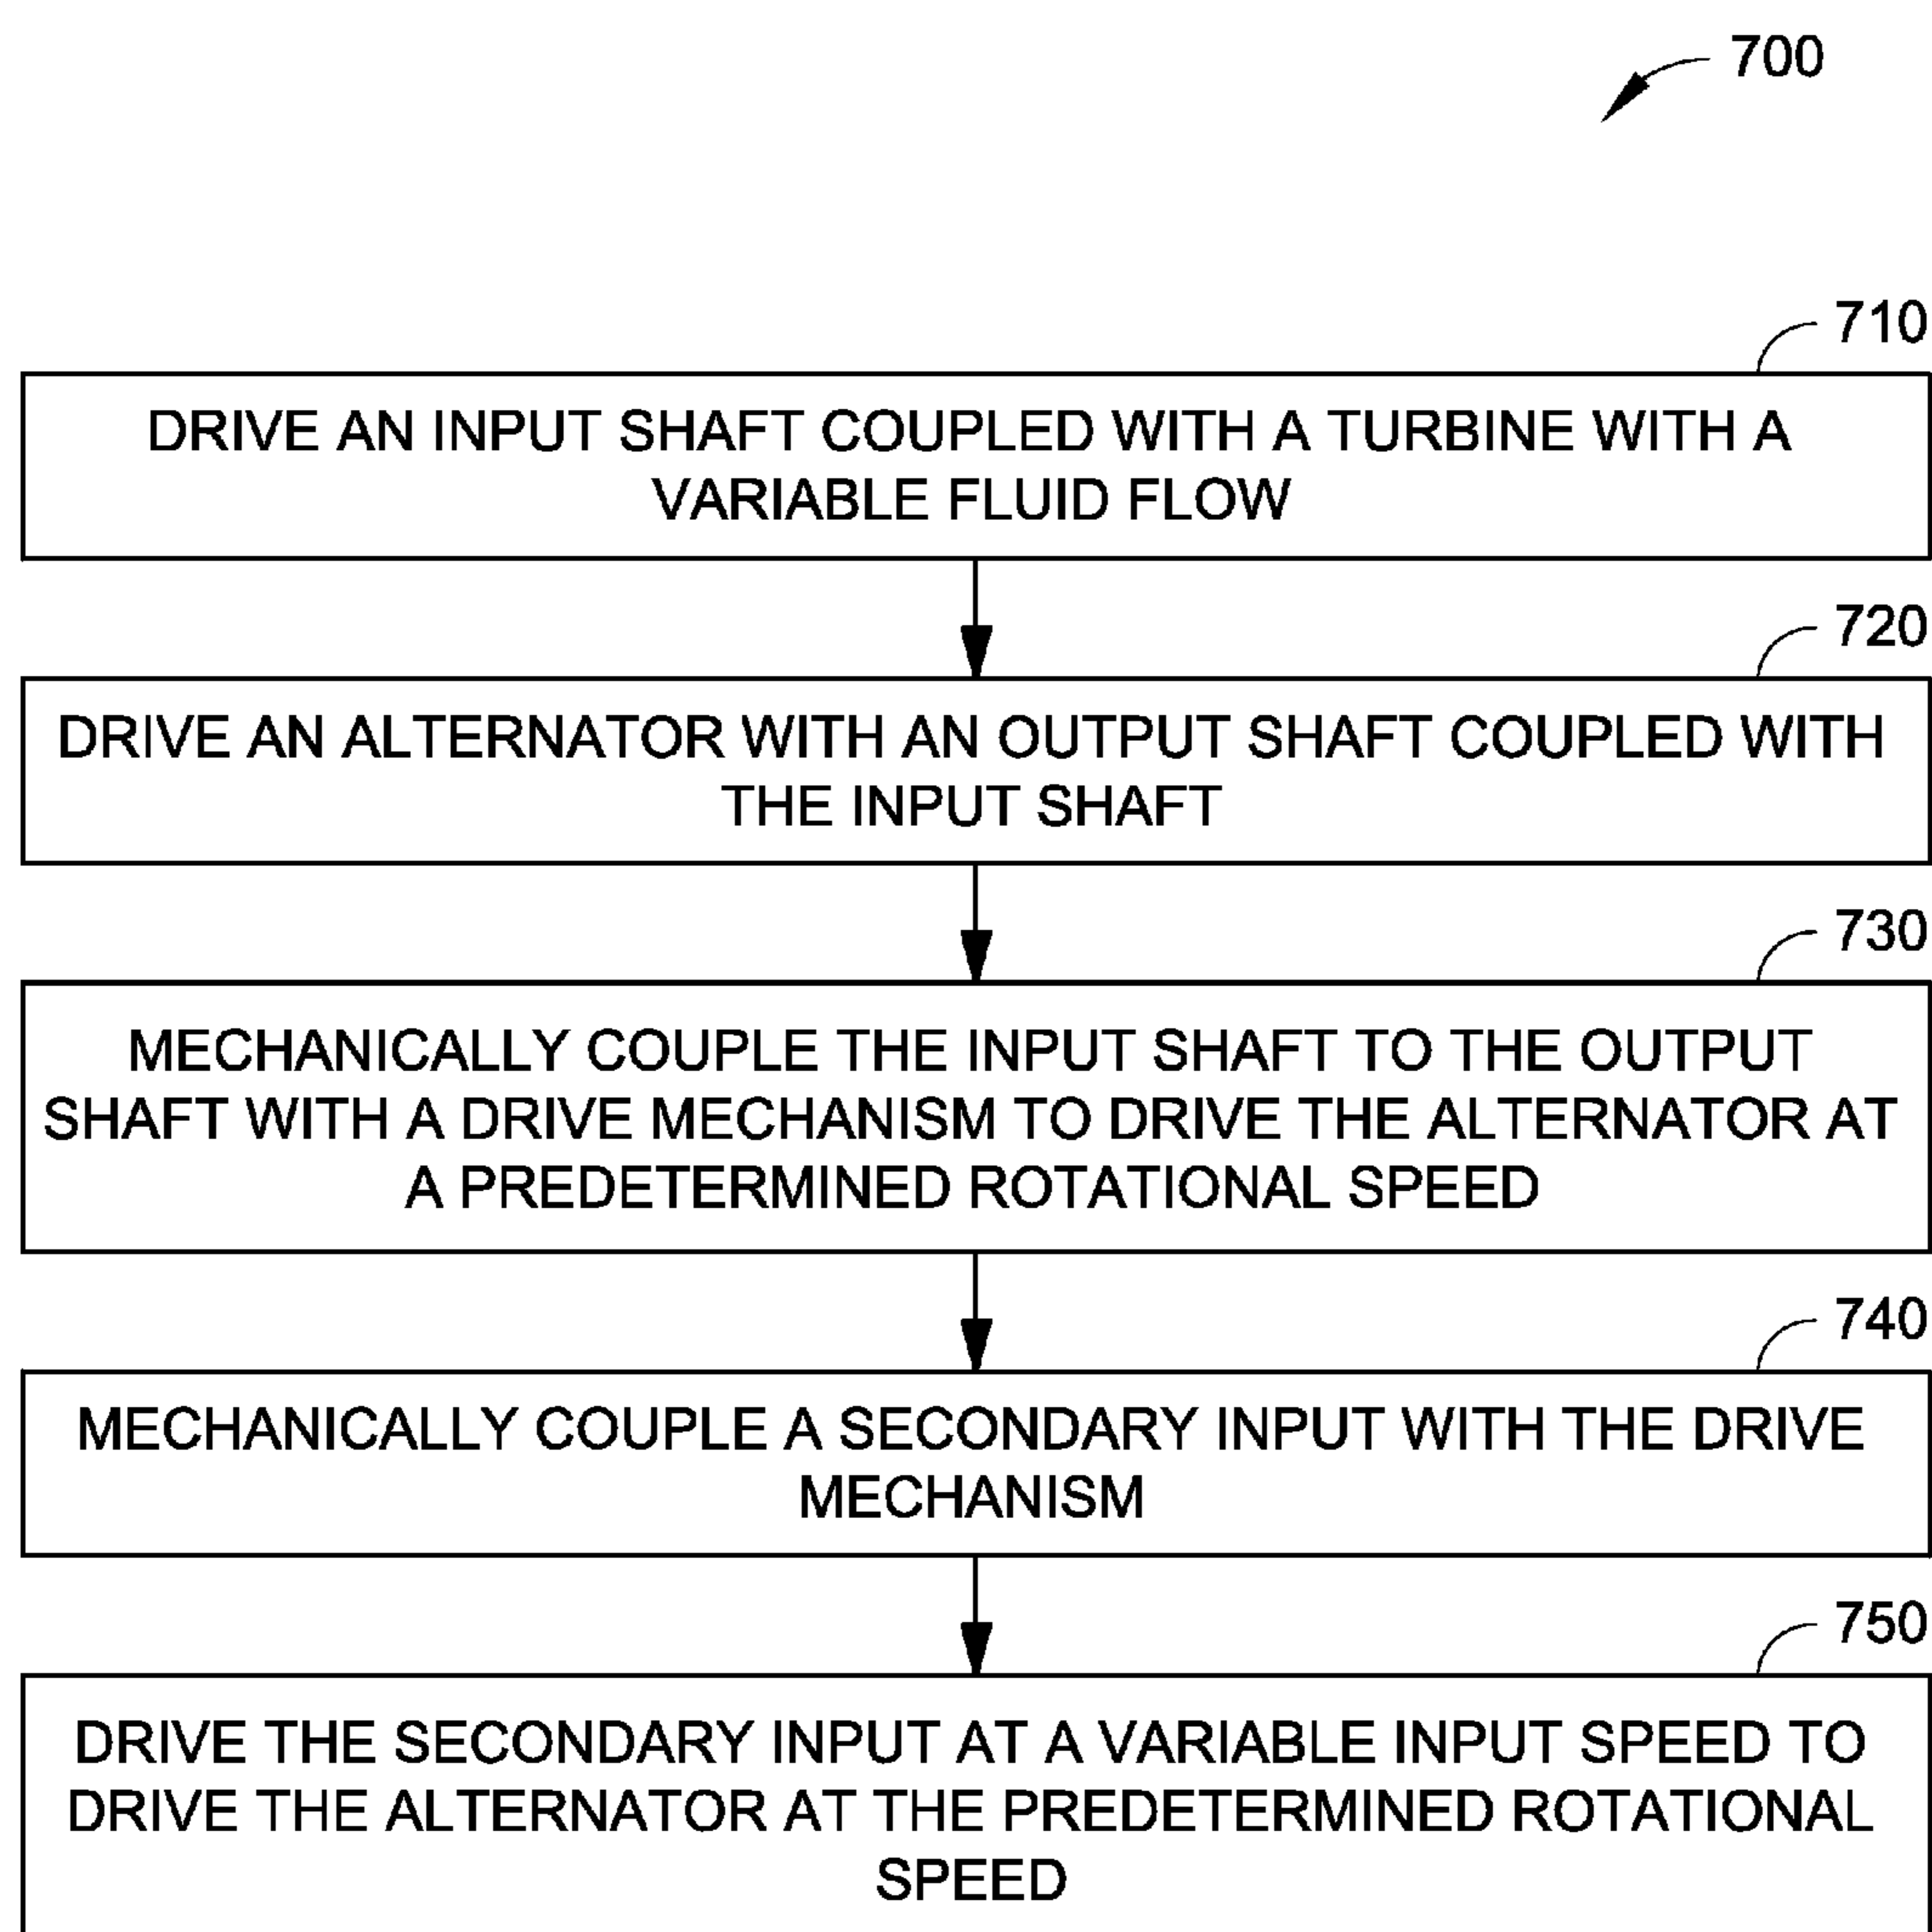 700
710
DRIVE AN INPUT SHAFT COUPLED WITH A TURBINE WITH A
VARIABLE FLUID FLOW
720
DRIVE AN ALTERNATOR WITH AN OUTPUT SHAFT COUPLED WITH
THE INPUT SHAFT
730
MECHANICALLY COUPLE THE INPUT SHAFT TO THE OUTPUT
SHAFT WITH A DRIVE MECHANISM TO DRIVE THE ALTERNATOR AT
A PREDETERMINED ROTATIONAL SPEED
740
MECHANICALLY COUPLE A SECONDARY INPUT WITH THE DRIVE
MECHANISM
750
DRIVE THE SECONDARY INPUT AT A VARIABLE INPUT SPEED TO
DRIVE THE ALTERNATOR AT THE PREDETERMINED ROTATIONAL
SPEED